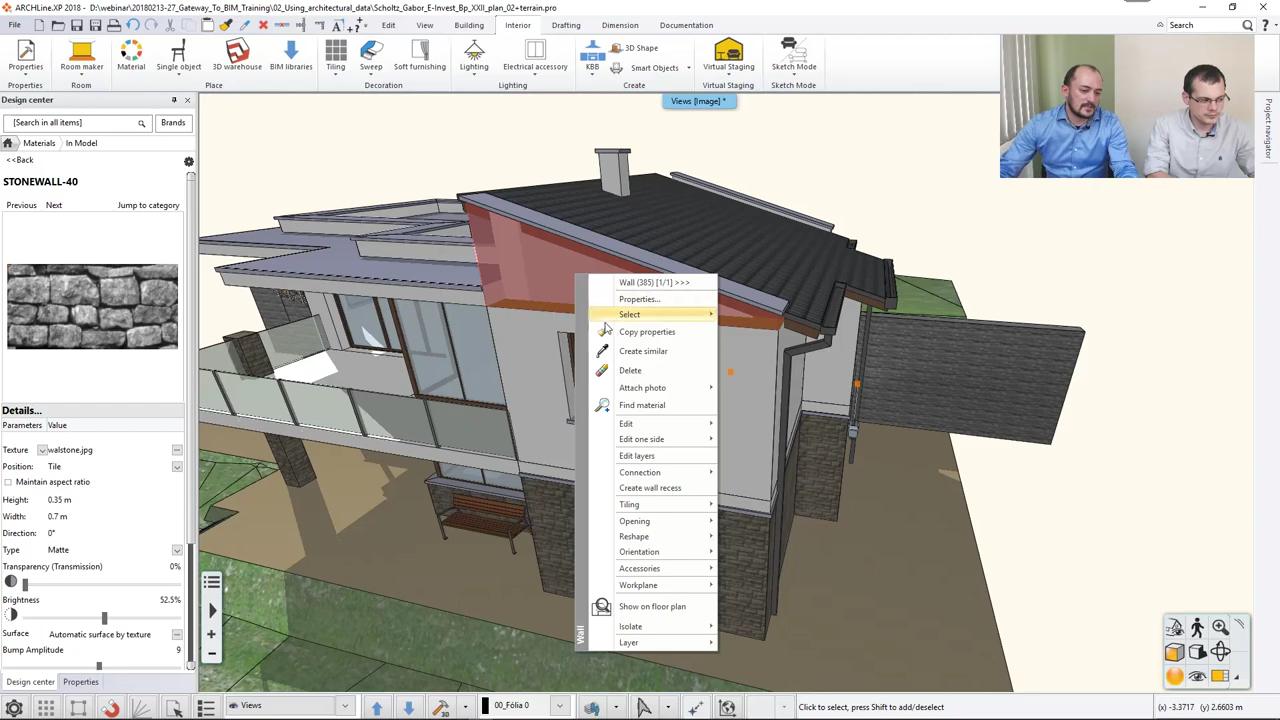 ARCHLine.XP 2018 - D:\webinar\20180213-27_Gateway_To_BIM_Training\02_Using_architectural_data\Scholtz_Gabor_E-Invest_Bp_XXII_plan_02+terrain.pro
File
Edit
View
Building
Interior
Drafting
Dimension
Documentation
Search
Properties
Room maker
Material
Single object
3D warehouse
BIM libraries
Tiling
Sweep
Soft furnishing
Lighting
Electrical accessory
KBB
3D Shape
Smart Objects
Virtual Staging
Sketch Mode
Properties
Room
Place
Decoration
Lighting
Create
Virtual Staging
Sketch Mode
Design center
Views [Image] *
[Search in all items]
Brands
Project navigator
Materials
In Model
<<Back
STONEWALL-40
Previous
Next
Jump to category
Details...
Parameters
Value
Texture
walstone.jpg
Position:
Tile
Maintain aspect ratio
Height:
0.35 m
Width:
0.7 m
Direction:
0°
Type
Matte
Transparency (Transmission)
0%
Brightness
52.5%
Surface
Automatic surface by texture
Bump Amplitude
9
Design center
Properties
Wall (385) [1/1] >>>
Properties...
Select
Copy properties
Create similar
Delete
Attach photo
Find material
Edit
Edit one side
Edit layers
Connection
Create wall recess
Tiling
Opening
Reshape
Orientation
Accessories
Workplane
Show on floor plan
Isolate
Layer
Wall
Views
00_Fólia 0
Click to select, press Shift to add/deselect
(x) -3.3717
(y) 2.6603 m